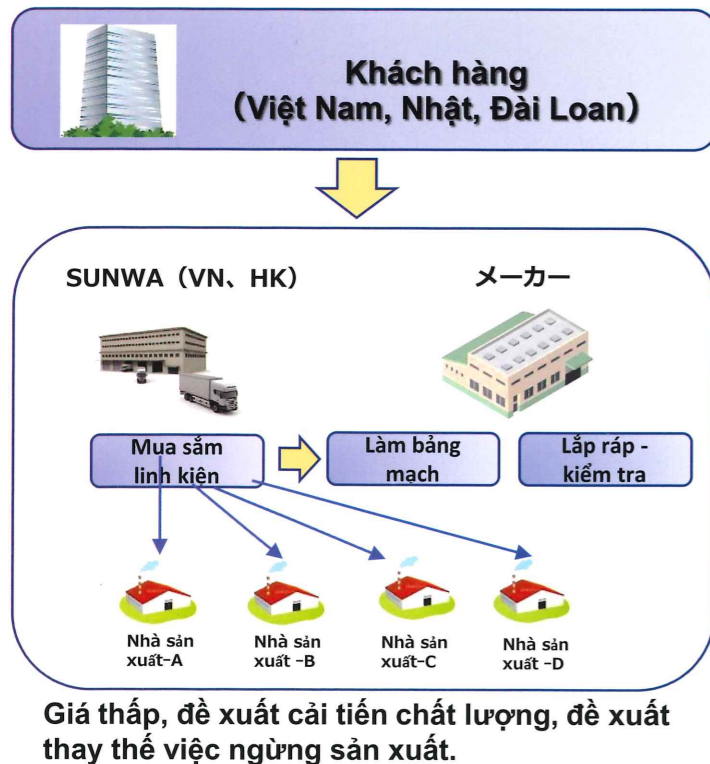 Khách hàng
（Việt Nam, Nhật, Đài Loan）
SUNWA（VN、HK）
メーカー
Mua sắm
linh kiện
Làm bảng
mạch
Lắp ráp -
kiểm tra
Nhà sản
xuất-A
Nhà sản
xuất -B
Nhà sản
xuất-C
Nhà sản
xuất -D
Giá thấp, đề xuất cải tiến chất lượng, đề xuất
thay thế việc ngừng sản xuất.